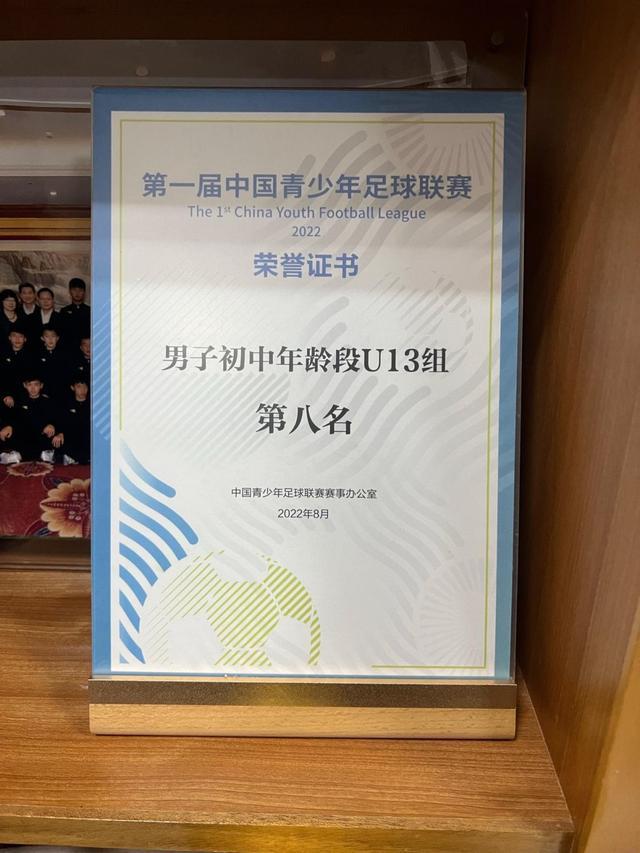 第一届中国青少年足球联赛
The 1st China Youth Football League
2022
荣誉证书
男子初中年龄段U13组
第八名
中国青少年足球联赛赛事办公室
2022年8月